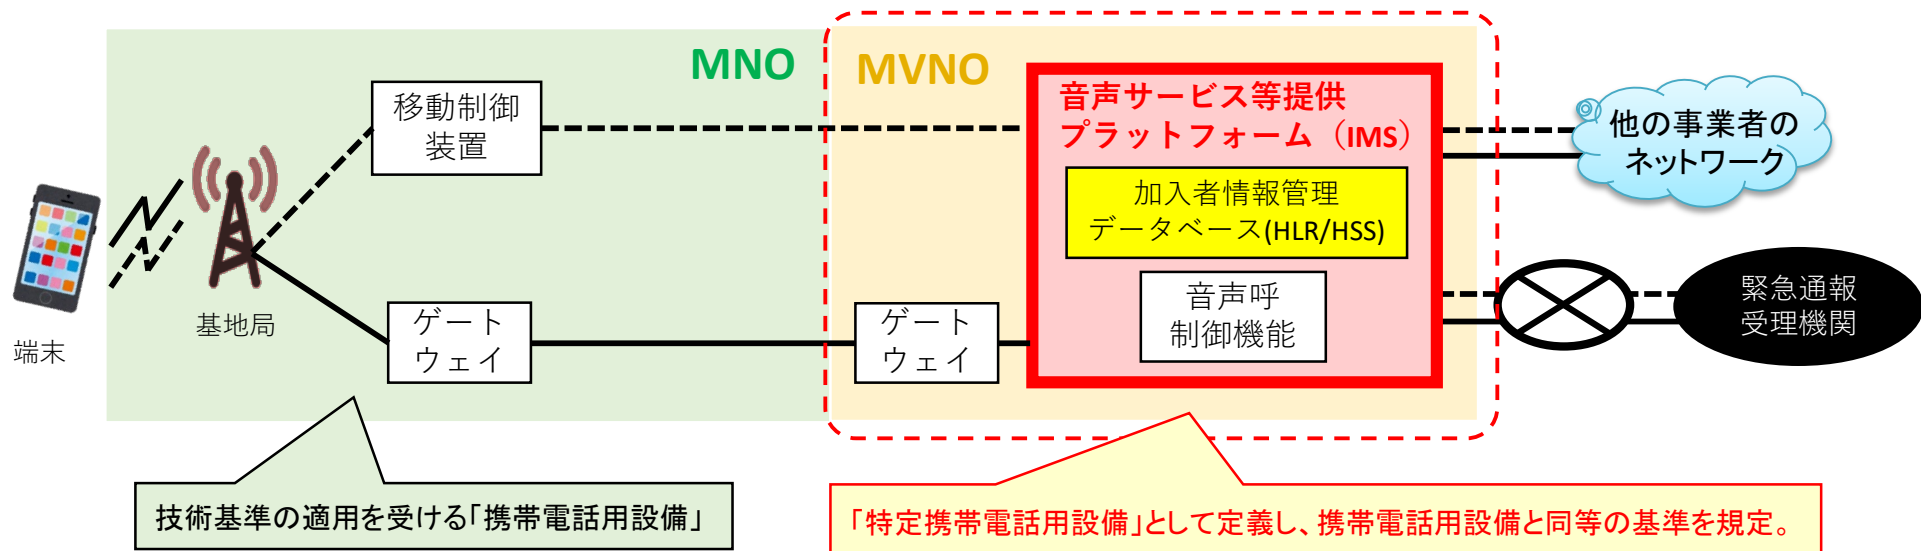 MNO
MVNO
移動制御
装置
音声サービス等提供
プラットフォーム（IMS）
加入者情報管理
データベース(HLR/HSS)
音声呼
制御機能
他の事業者の
ネットワーク
緊急通報
受理機関
端末
基地局
ゲート
ウェイ
ゲート
ウェイ
技術基準の適用を受ける「携帯電話用設備」
「特定携帯電話用設備」として定義し、携帯電話用設備と同等の基準を規定。